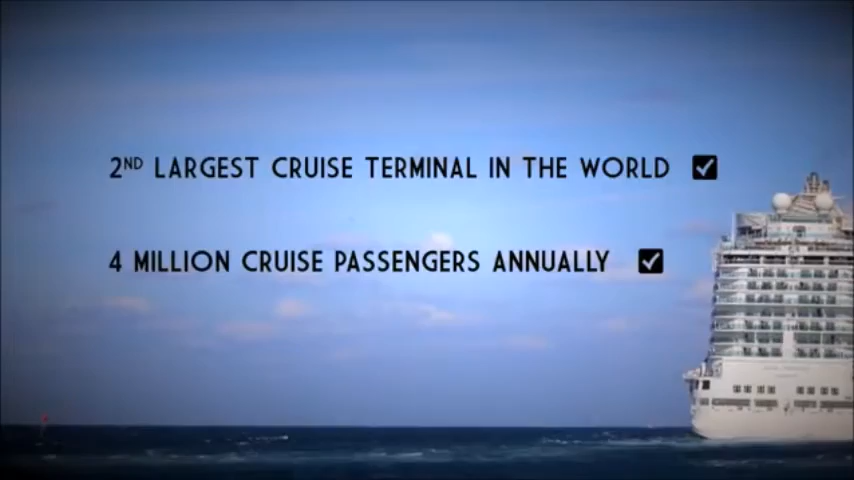 2ND LARGEST CRUISE TERMINAL IN THE WORLD
4 MILLION CRUISE PASSENGERS ANNUALLY